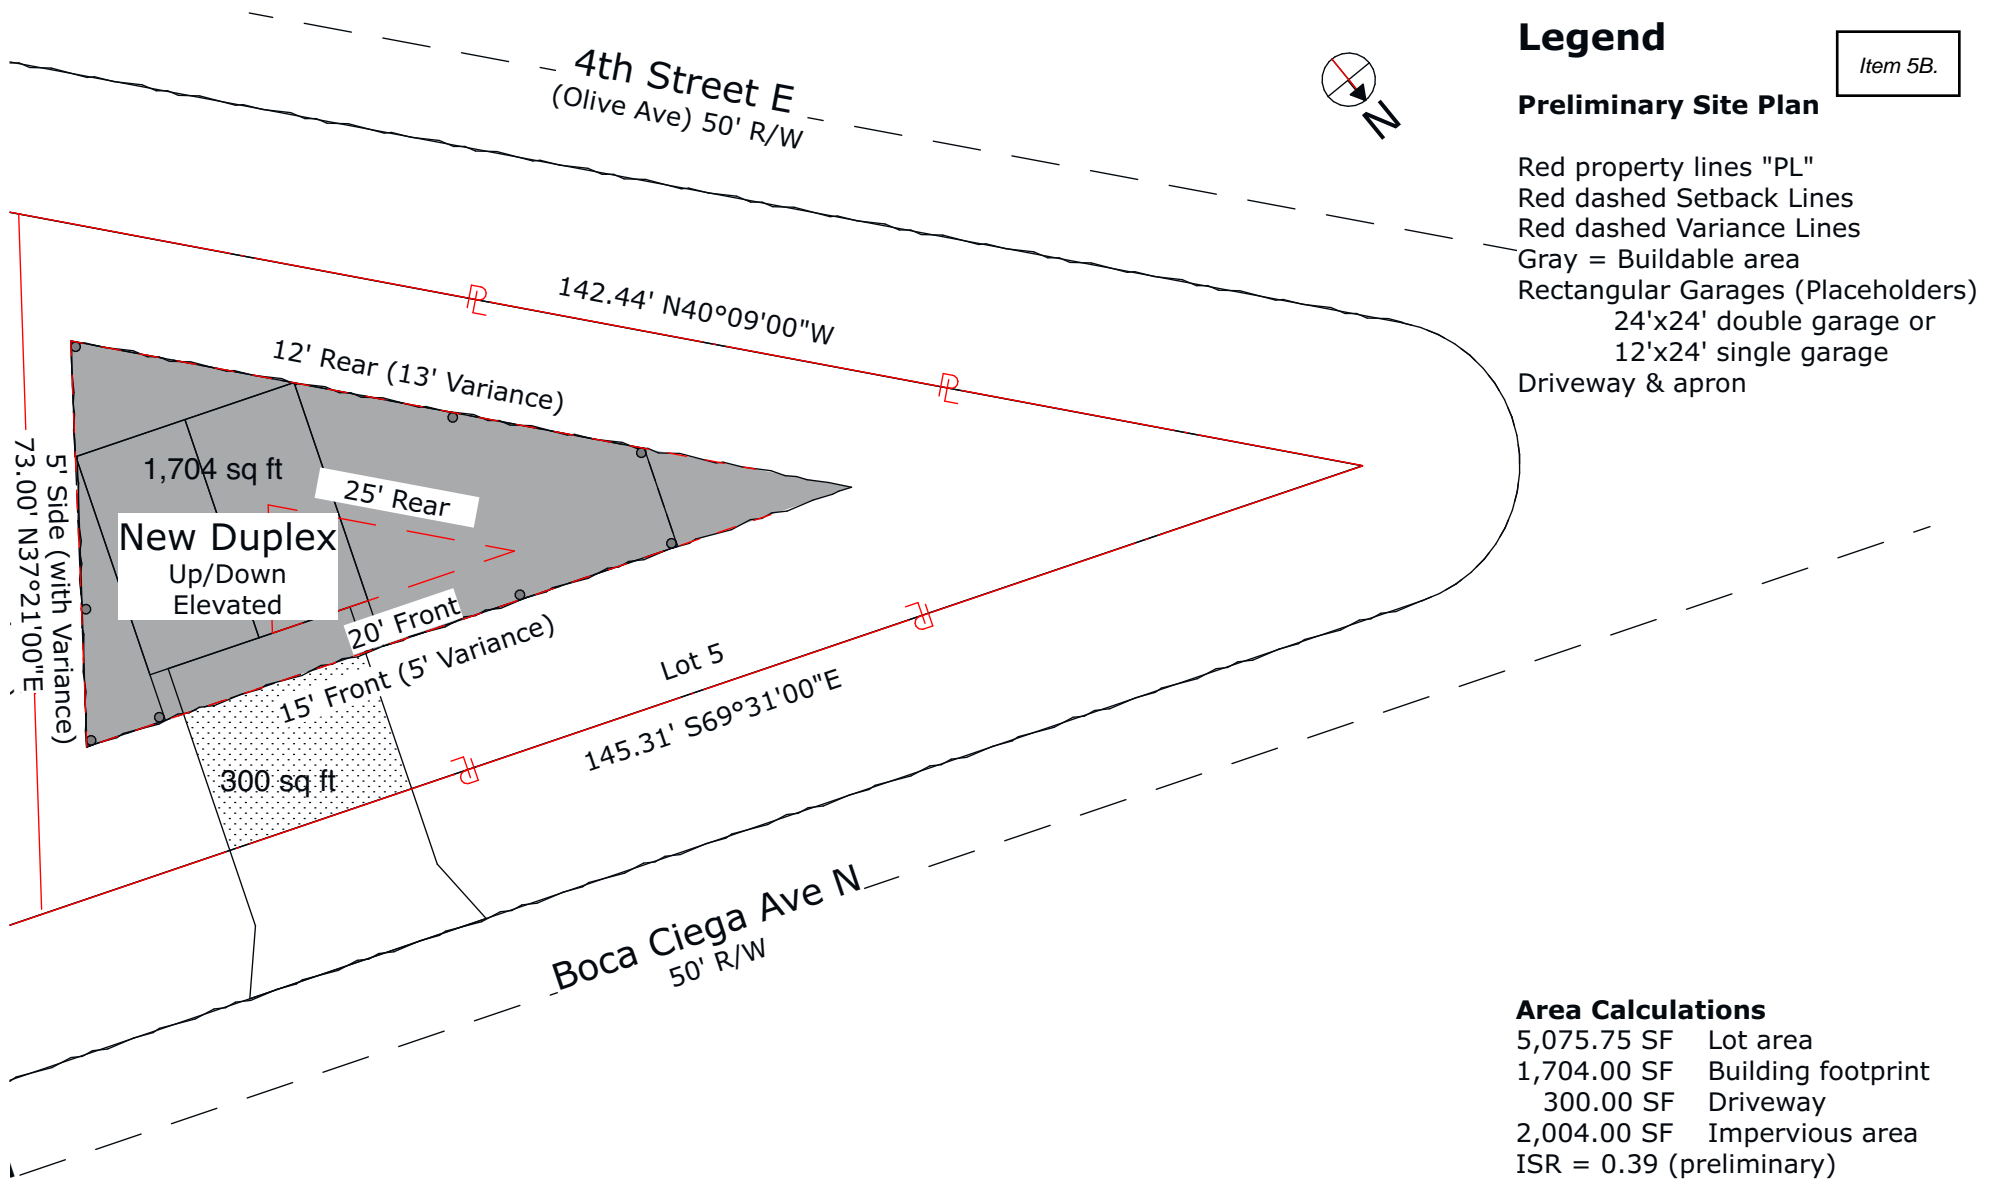 4th Street E
(Olive Ave) 50' R/W
N
Legend
Item 5B.
Preliminary Site Plan
Red property lines "PL"
Red dashed Setback Lines
Red dashed Variance Lines
Gray = Buildable area
Rectangular Garages (Placeholders)
24'x24' double garage or
12'x24' single garage
Driveway & apron
PL
142.44' N40°09'00"W
PL
12' Rear (13' Variance)
1,704 sq ft
25' Rear
New Duplex
Up/Down
Elevated
5' Side (with Variance)
73.00' N37°21'00"E
20' Front
15' Front (5' Variance)
PL
Lot 5
145.31' S69°31'00"E
PL
300 sq ft
Boca Ciega Ave N
50' R/W
Area Calculations
5,075.75 SF Lot area
1,704.00 SF Building footprint
300.00 SF Driveway
2,004.00 SF Impervious area
ISR = 0.39 (preliminary)